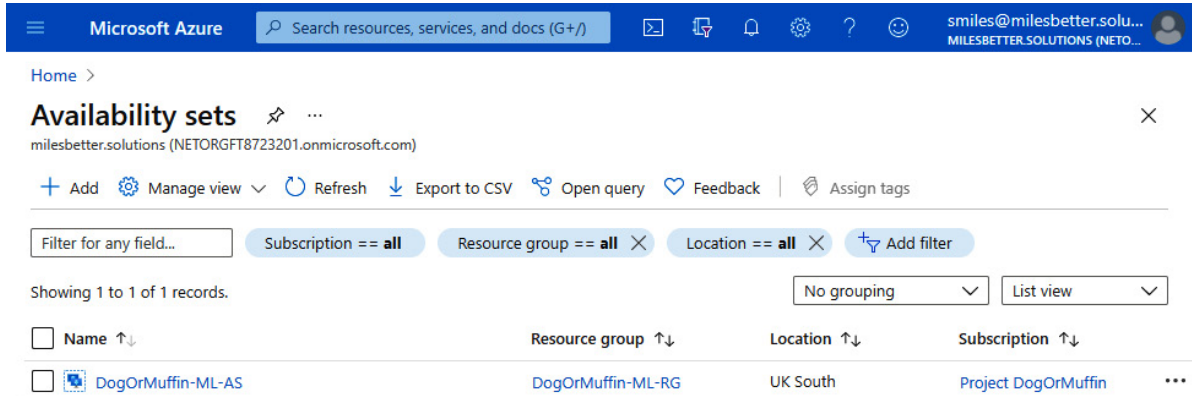 Microsoft Azure Search resources, services, and docs (G+/) smiles@milesbetter.solu...
MILESBETTER.SOLUTIONS (NETO...
Home >
Availability sets ...
milesbetter.solutions (NETORGFT8723201.onmicrosoft.com)
+ Add Manage view Refresh Export to CSV Open query Feedback Assign tags
Filter for any field... Subscription == all Resource group == all Location == all Add filter
Showing 1 to 1 of 1 records. No grouping List view
Name ↑↓ Resource group ↑↓ Location ↑↓ Subscription ↑↓
DogOrMuffin-ML-AS DogOrMuffin-ML-RG UK South Project DogOrMuffin ...